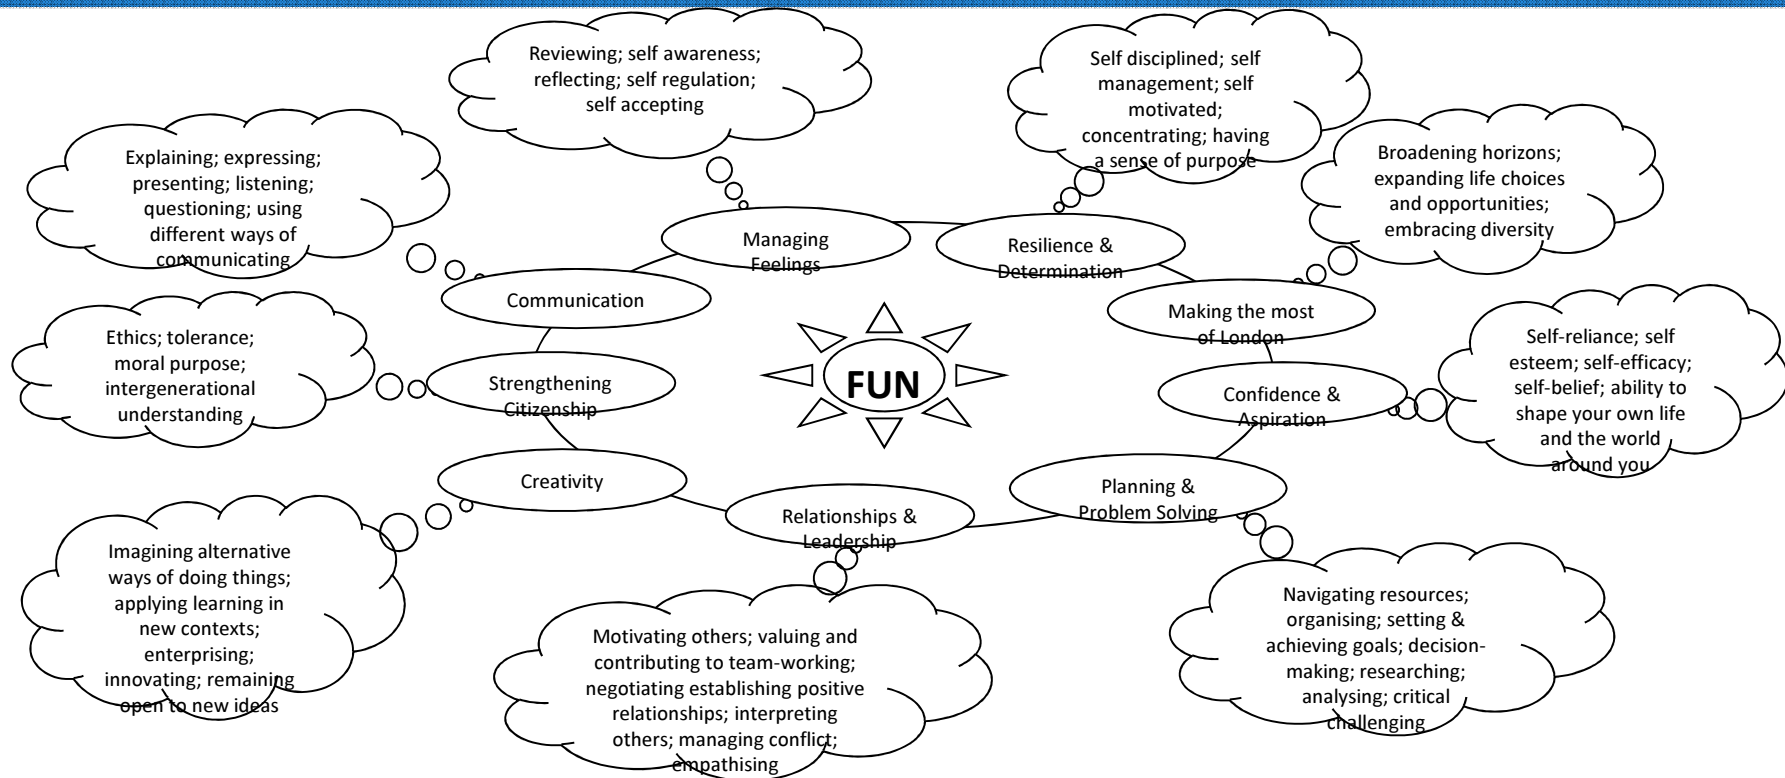 Reviewing; self awareness;
reflecting; self regulation;
self accepting
Self disciplined; self
management; self
motivated;
concentrating; having
a sense of purpose
Explaining; expressing;
presenting; listening;
questioning; using
different ways of
communicating
Broadening horizons;
expanding life choices
and opportunities;
embracing diversity
Managing
Feelings
Resilience &
Determination
Communication
Making the most
of London
Ethics; tolerance;
moral purpose;
intergenerational
understanding
Strengthening
Citizenship
FUN
Confidence &
Aspiration
Self-reliance; self
esteem; self-efficacy;
self-belief; ability to
shape your own life
and the world
around you
Creativity
Relationships &
Leadership
Planning &
Problem Solving
Imagining alternative
ways of doing things;
applying learning in
new contexts;
enterprising;
innovating; remaining
open to new ideas
Motivating others; valuing and
contributing to team-working;
negotiating establishing positive
relationships; interpreting
others; managing conflict;
empathising
Navigating resources;
organising; setting &
achieving goals; decision-
making; researching;
analysing; critical
challenging